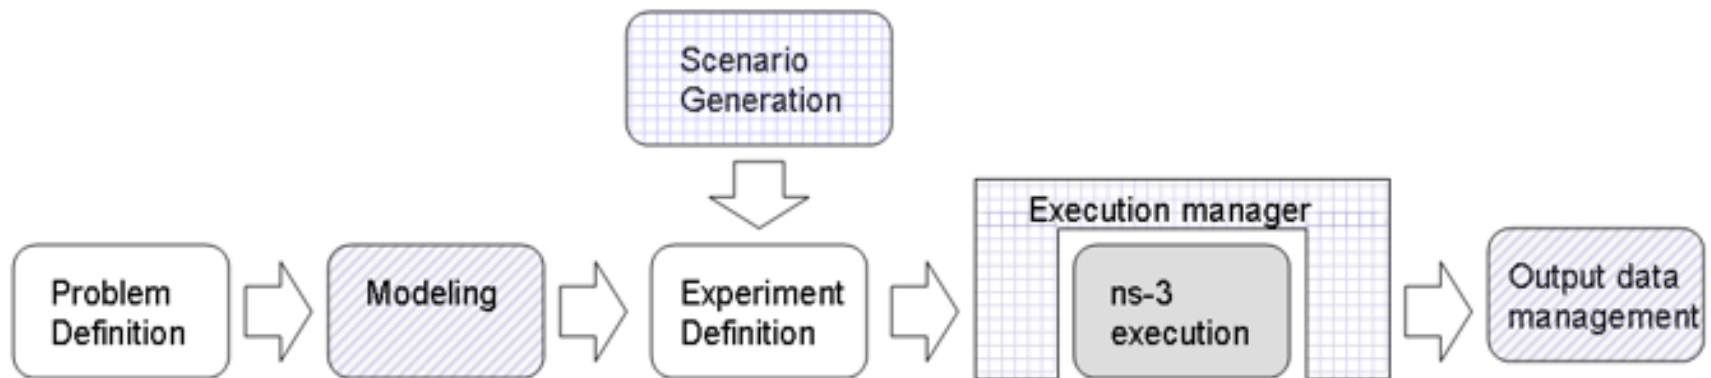 Scenario
Generation
Execution manager
Problem
Definition
Modeling
Experiment
Definition
ns-3
execution
Output data
management